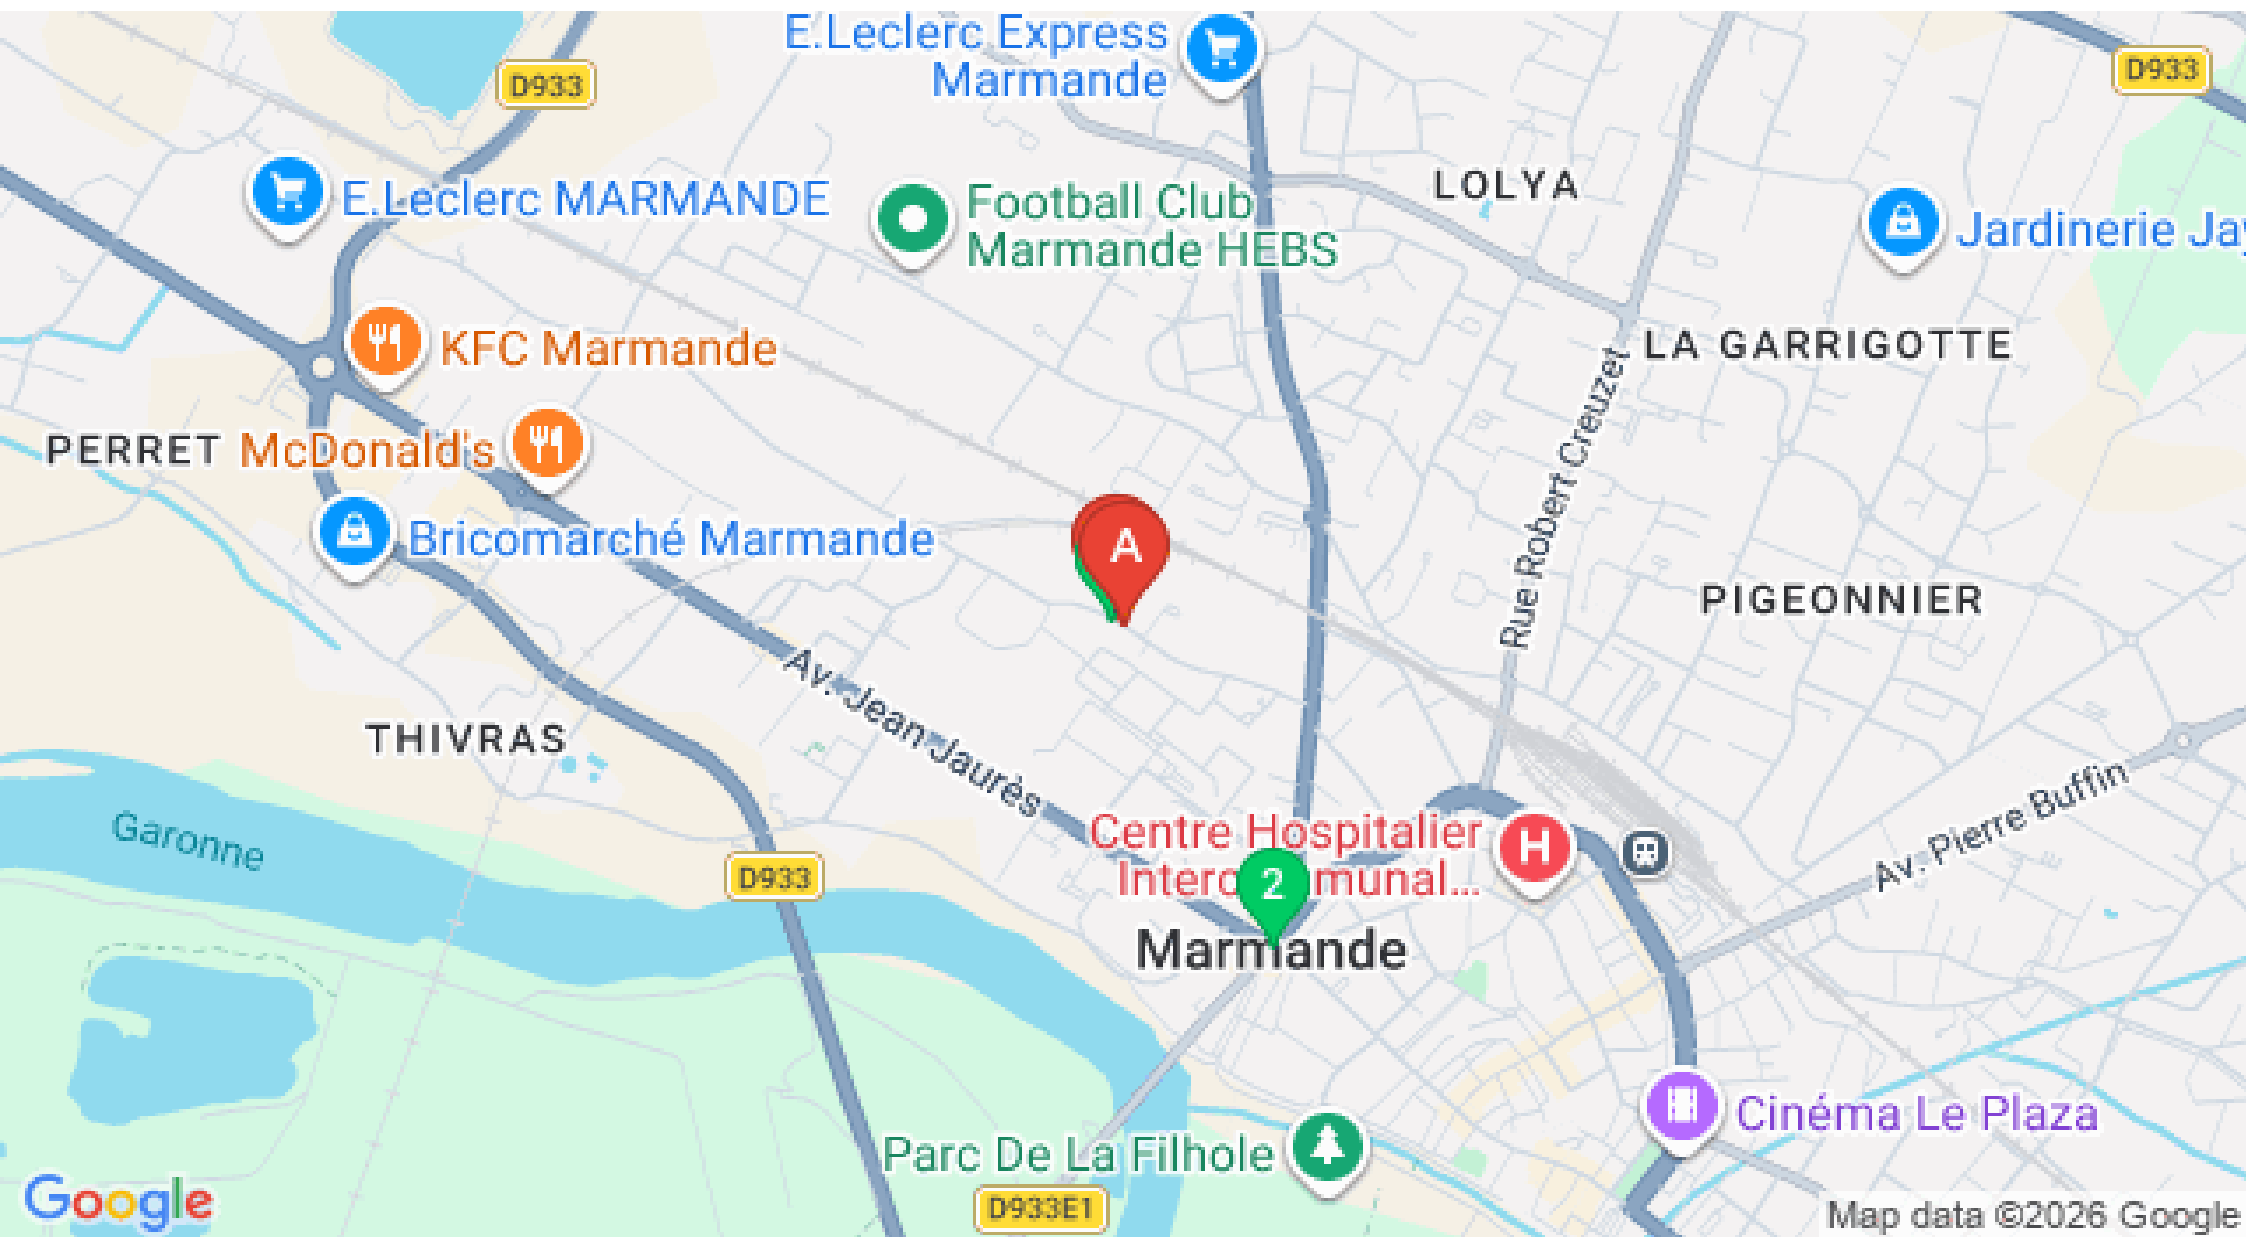 E.Leclerc Express
Marmande
D933
D933
E.Leclerc MARMANDE
Football Club
Marmande HEBS
LOLYA
Jardinerie Jay
KFC Marmande
LA GARRIGOTTE
PERRET
McDonald's
Rue Robert Creuzet
Bricomarché Marmande
A
PIGEONNIER
THIVRAS
Av. Jean Jaurès
Av. Pierre Buffin
Garonne
D933
Centre Hospitalier
Intercommunal...
H
2
Marmande
Cinéma Le Plaza
Parc De La Filhole
D933E1
Google
Map data ©2026 Google